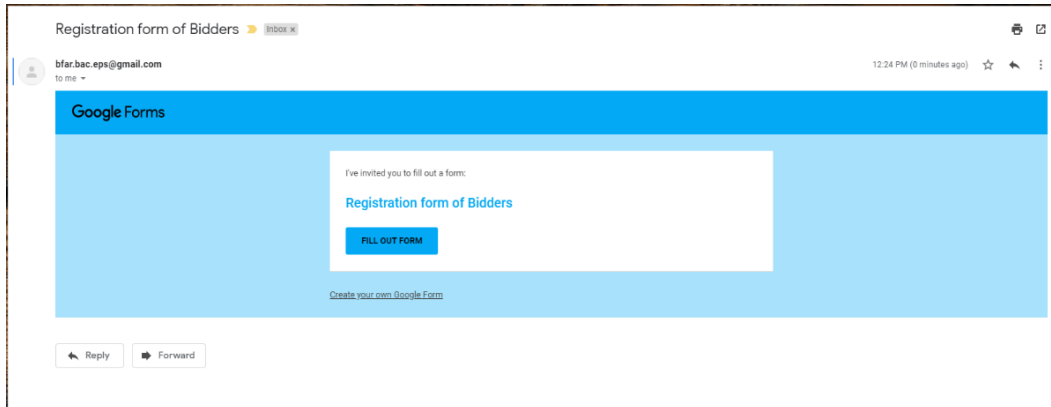 Registration form of Bidders Inbox x
bfar.bac.eps@gmail.com 12:24 PM (0 minutes ago)
to me
Google Forms
I've invited you to fill out a form:
Registration form of Bidders
FILL OUT FORM
Create your own Google Form
Reply Forward